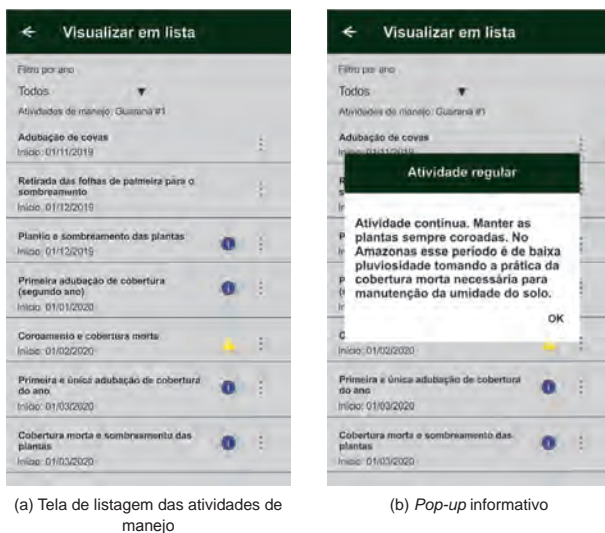 Visualizar em lista
Filtro por ano
Todos
Atividades de manejo: Guaraná #1
Adubação de covas
Início: 01/11/2019
Retirada das folhas de palmeira para o
sombreamento
Início: 01/12/2019
Plantio e sombreamento das plantas
Início: 01/12/2019
Primeira adubação de cobertura
(segundo ano)
Início: 01/01/2020
Coroamento e cobertura morta
Início: 01/02/2020
Primeira e única adubação de cobertura
do ano
Início: 01/03/2020
Cobertura morta e sombreamento das
plantas
Início: 01/03/2020
(a) Tela de listagem das atividades de
manejo
Visualizar em lista
Filtro por ano
Todos
Atividades de manejo: Guaraná #1
Adubação de covas
Início: 01/11/2019
Atividade regular
Atividade contínua. Manter as
plantas sempre coroadas. No
Amazonas esse período é de baixa
pluviosidade tomando a prática da
cobertura morta necessária para
manutenção da umidade do solo.
OK
Início: 01/02/2020
Primeira e única adubação de cobertura
do ano
Início: 01/03/2020
Cobertura morta e sombreamento das
plantas
Início: 01/03/2020
(b) Pop-up informativo